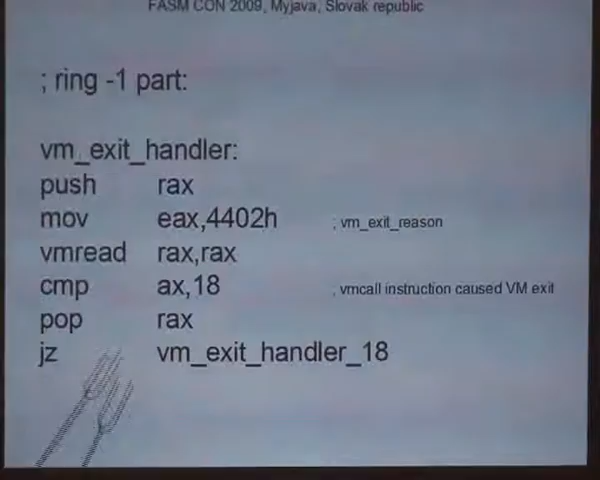 FASM CON 2009, Myjava, Slovak republic
; ring -1 part:
vm_exit_handler:
push rax
mov eax,4402h ; vm_exit_reason
vmread rax,rax
cmp ax,18 ; vmcall instruction caused VM exit
pop rax
jz vm_exit_handler_18